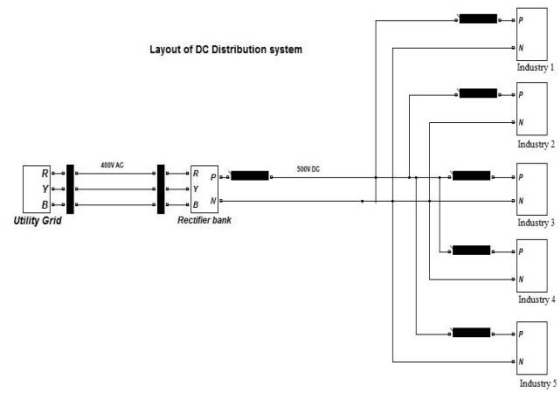 Layout of DC Distribution system
P
N
Industry 1
P
N
Industry 2
400V AC
500V DC
R
Y
B
Utility Grid
R
Y
B
P
N
Rectifier bank
P
N
Industry 3
P
N
Industry 4
P
N
Industry 5